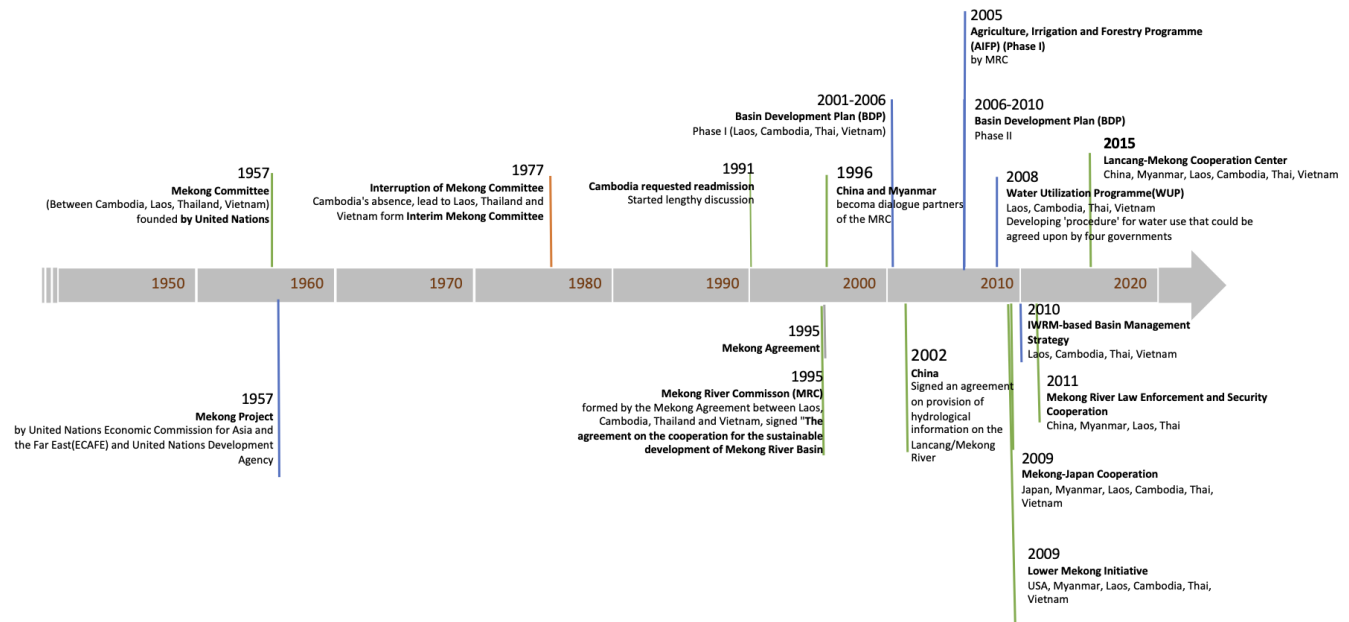 2005
Agriculture, Irrigation and Forestry Programme
(AIFP) (Phase I)
by MRC
2001-2006
Basin Development Plan (BDP)
Phase I (Laos, Cambodia, Thai, Vietnam)
2006-2010
Basin Development Plan (BDP)
Phase II
2015
Lancang-Mekong Cooperation Center
China, Myanmar, Laos, Cambodia, Thai, Vietnam
1957
Mekong Committee
(Between Cambodia, Laos, Thailand, Vietnam)
founded by United Nations
1977
Interruption of Mekong Committee
Cambodia's absence, lead to Laos, Thailand and
Vietnam form Interim Mekong Committee
1991
Cambodia requested readmission
Started lengthy discussion
1996
China and Myanmar
becoma dialogue partners
of the MRC
2008
Water Utilization Programme(WUP)
Laos, Cambodia, Thai, Vietnam
Developing 'procedure' for water use that could be
agreed upon by four governments
1950 1960 1970 1980 1990 2000 2010 2020
1957
Mekong Project
by United Nations Economic Commission for Asia and
the Far East(ECAFE) and United Nations Development
Agency
1995
Mekong Agreement
1995
Mekong River Commisson (MRC)
formed by the Mekong Agreement between Laos,
Cambodia, Thailand and Vietnam, signed "The
agreement on the cooperation for the sustainable
development of Mekong River Basin
2002
China
Signed an agreement
on provision of
hydrological
information on the
Lancang/Mekong
River
2010
IWRM-based Basin Management
Strategy
Laos, Cambodia, Thai, Vietnam
2011
Mekong River Law Enforcement and Security
Cooperation
China, Myanmar, Laos, Thai
2009
Mekong-Japan Cooperation
Japan, Myanmar, Laos, Cambodia, Thai,
Vietnam
2009
Lower Mekong Initiative
USA, Myanmar, Laos, Cambodia, Thai,
Vietnam